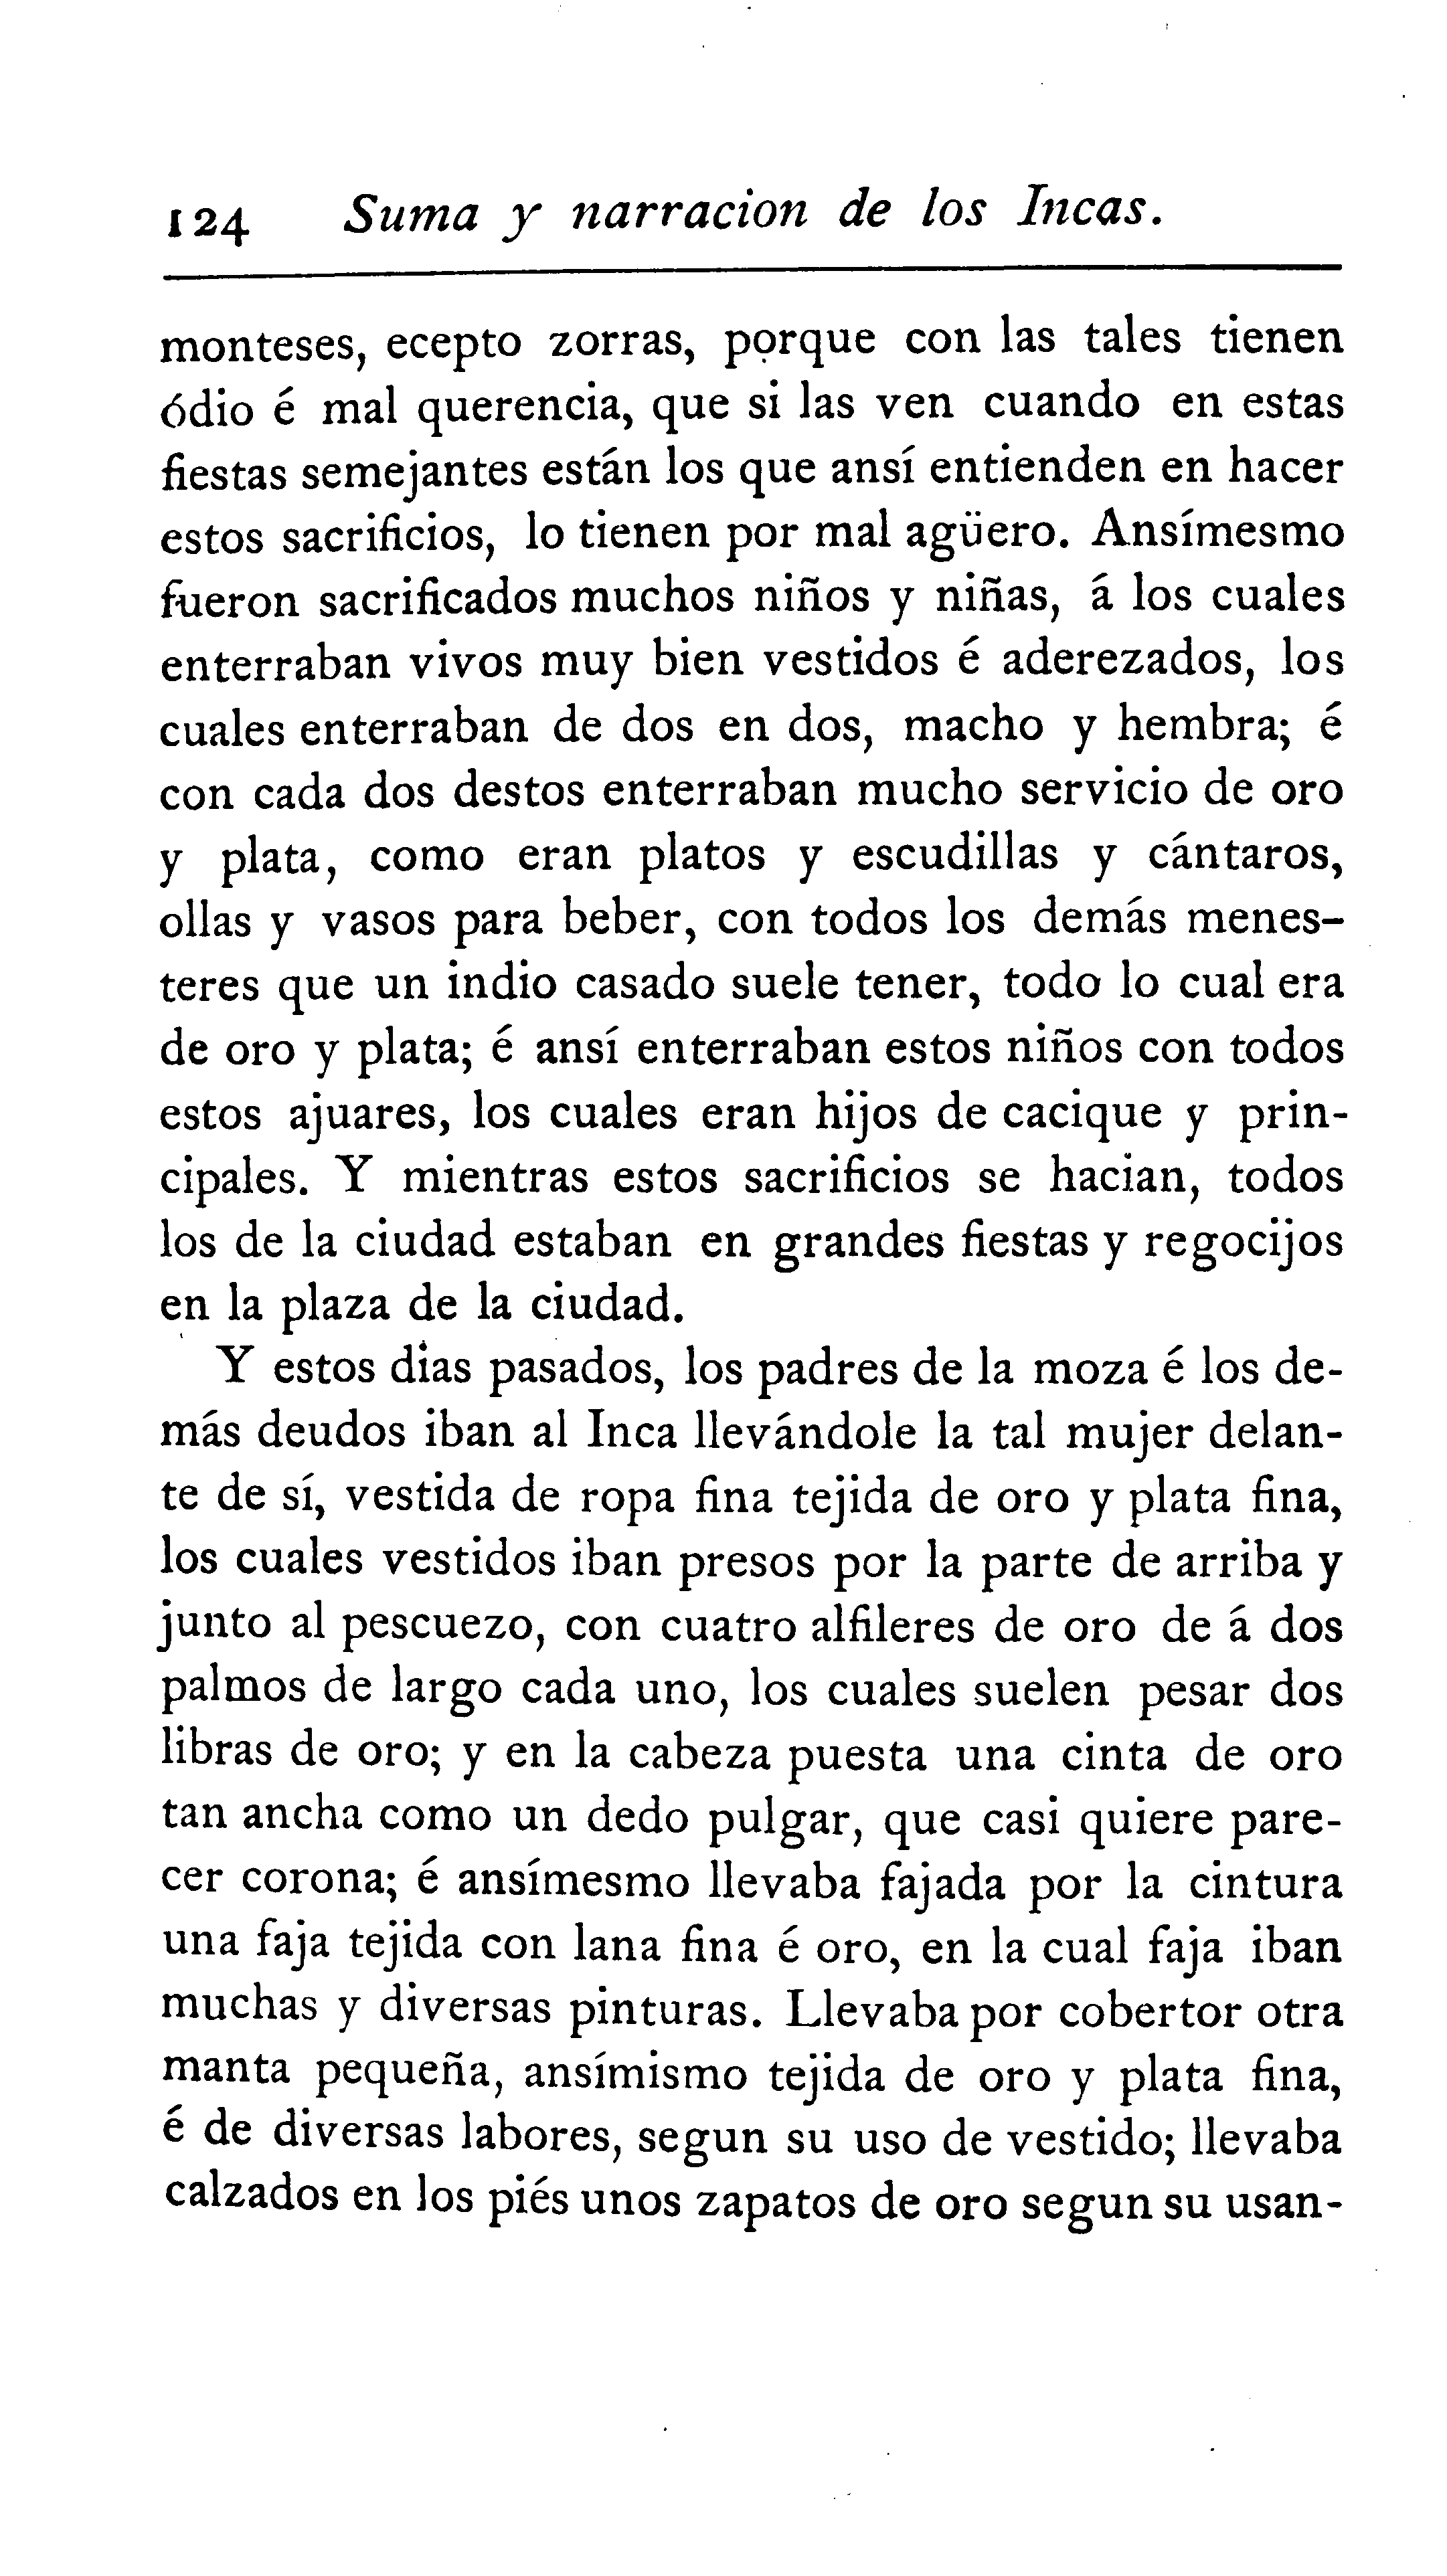 124 Suma y narracion de los Incas.
monteses, ecepto zorras, porque con las tales tienen
ódio é mal querencia, que si las ven cuando en estas
fiestas semejantes están los que ansí entienden en hacer
estos sacrificios, lo tienen por mal agüero. Ansímesmo
fueron sacrificados muchos niños y niñas, á los cuales
enterraban vivos muy bien vestidos é aderezados, los
cuales enterraban de dos en dos, macho y hembra; é
con cada dos destos enterraban mucho servicio de oro
y plata, como eran platos y escudillas y cántaros,
ollas y vasos para beber, con todos los demás menes-
teres que un indio casado suele tener, todo lo cual era
de oro y plata; é ansí enterraban estos niños con todos
estos ajuares, los cuales eran hijos de cacique y prin-
cipales. Y mientras estos sacrificios se hacian, todos
los de la ciudad estaban en grandes fiestas y regocijos
en la plaza de la ciudad.
Y estos dias pasados, los padres de la moza é los de-
más deudos iban al Inca llevándole la tal mujer delan-
te de sí, vestida de ropa fina tejida de oro y plata fina,
los cuales vestidos iban presos por la parte de arriba y
junto al pescuezo, con cuatro alfileres de oro de á dos
palmos de largo cada uno, los cuales suelen pesar dos
libras de oro; y en la cabeza puesta una cinta de oro
tan ancha como un dedo pulgar, que casi quiere pare-
cer corona; é ansímesmo llevaba fajada por la cintura
una faja tejida con lana fina é oro, en la cual faja iban
muchas y diversas pinturas. Llevaba por cobertor otra
manta pequeña, ansímismo tejida de oro y plata fina,
é de diversas labores, segun su uso de vestido; llevaba
calzados en los piés unos zapatos de oro segun su usan-